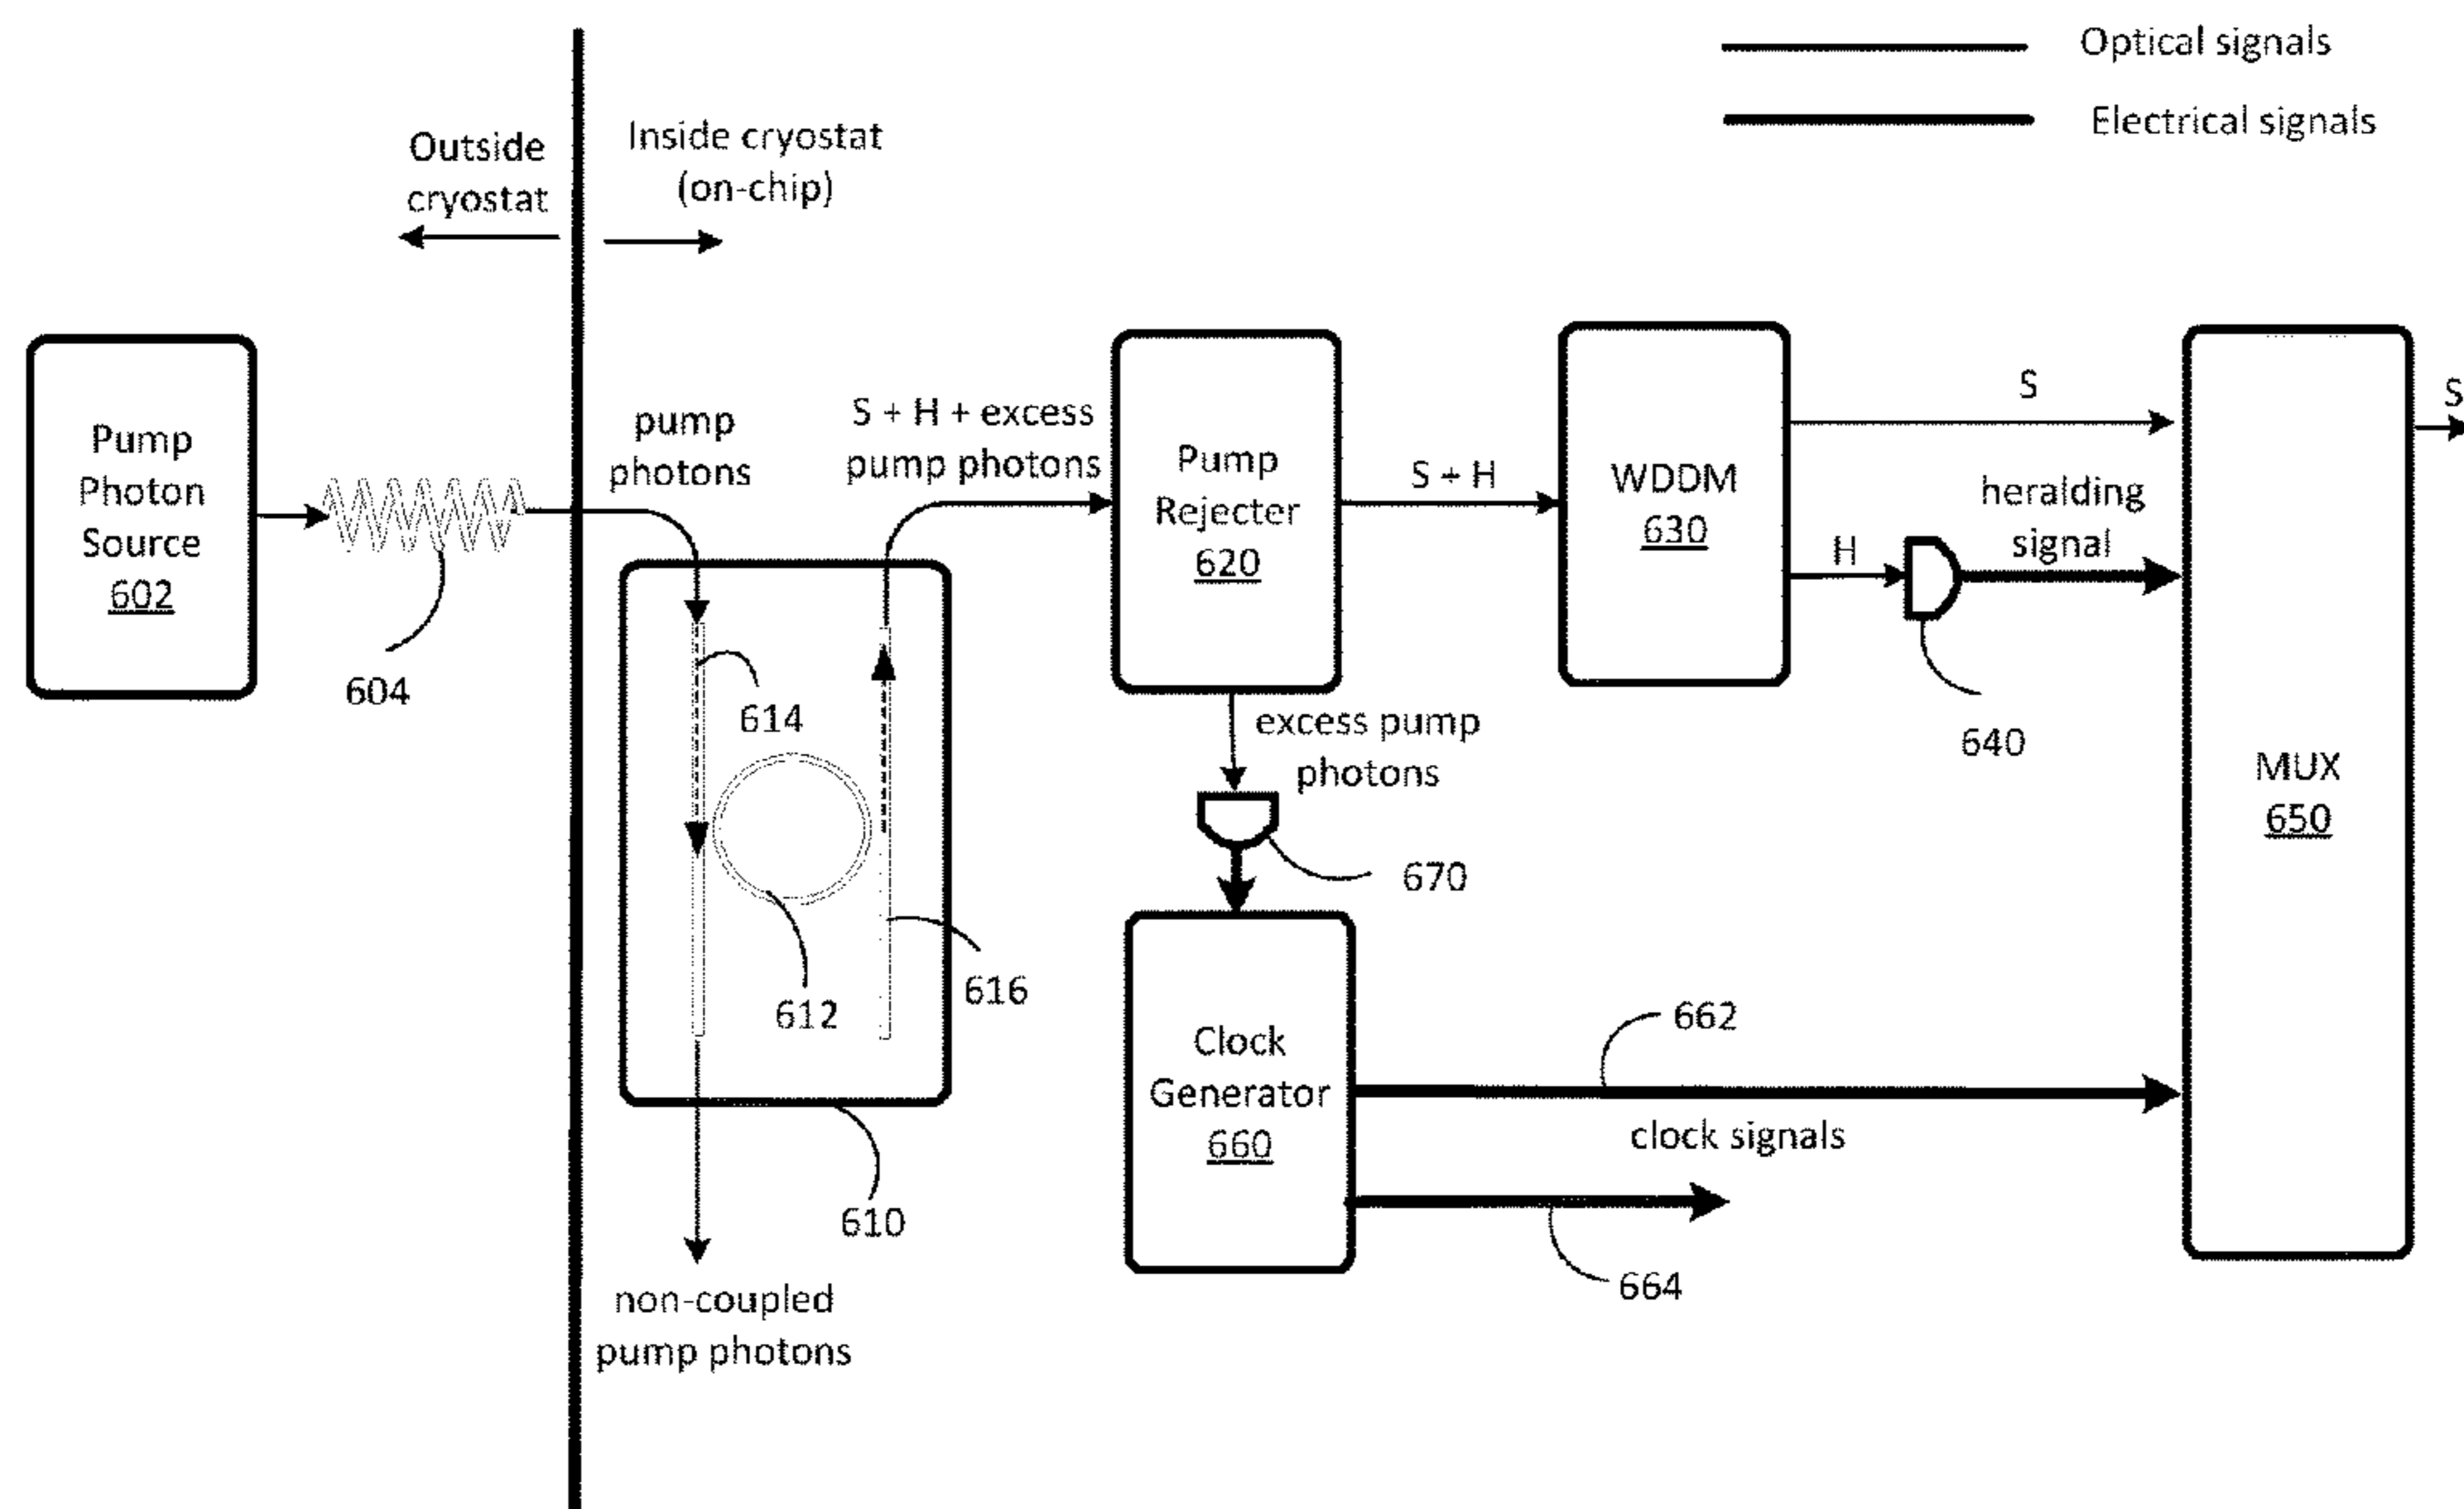 Optical signals
Electrical signals
Outside
cryostat
Inside cryostat
(on-chip)
Pump
Photon
Source
602
604
pump
photons
S + H + excess
pump photons
614
612
616
610
non-coupled
pump photons
Pump
Rejecter
620
S + H
WDDM
630
S
H
heralding
signal
640
excess pump
photons
670
Clock
Generator
660
662
clock signals
664
MUX
650
S